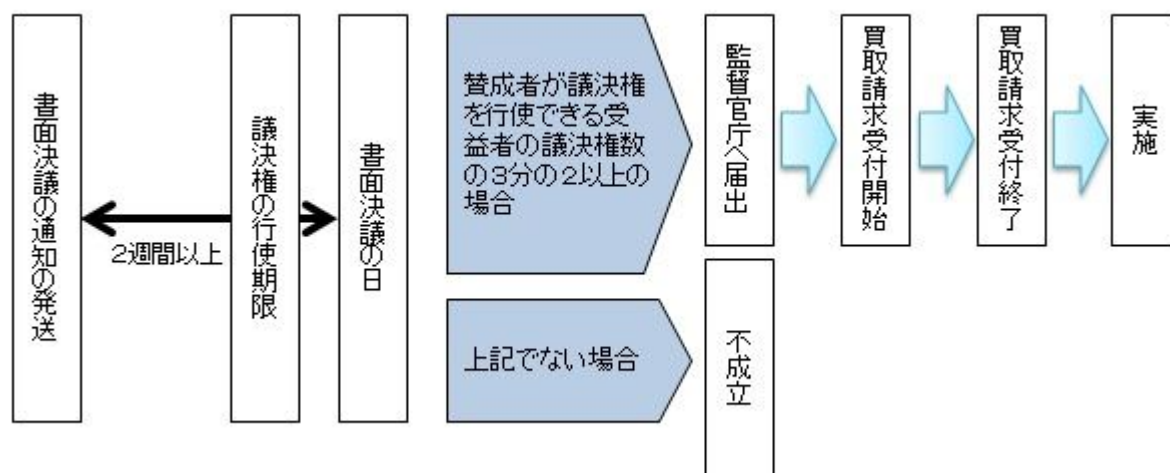 書面決議の通知の発送
2週間以上
議決権の行使期限
書面決議の日
賛成者が議決権
を行使できる受
益者の議決権数
の3分の2以上の
場合
監督官庁へ届出
買取請求受付開始
買取請求受付終了
実施
上記でない場合
不成立